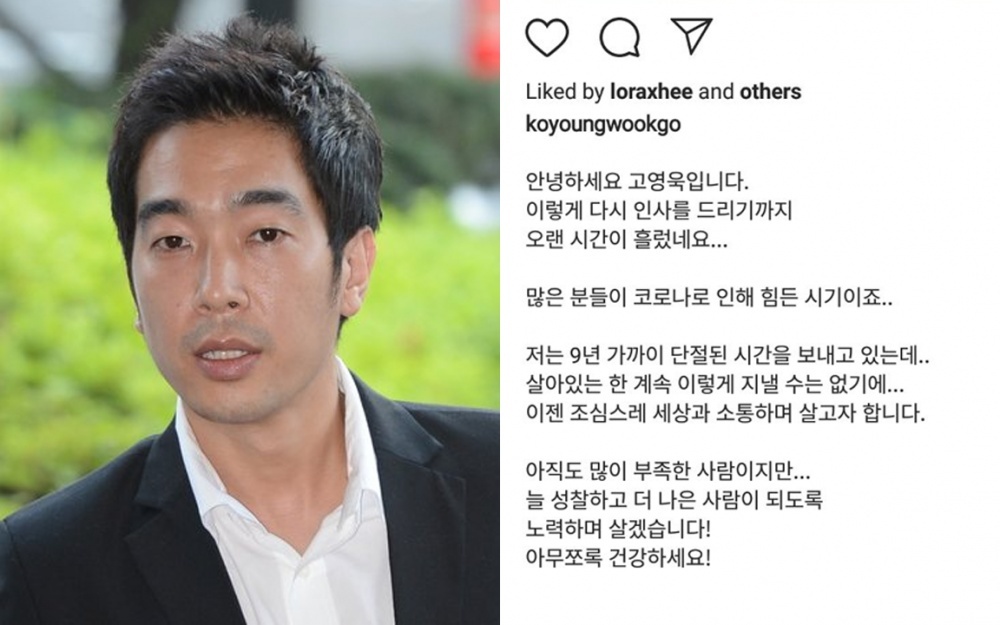 Liked by loraxhee and others
koyoungwookgo
안녕하세요 고영욱입니다.
이렇게 다시 인사를 드리기까지
오랜 시간이 흘렀네요...
많은 분들이 코로나로 인해 힘든 시기이죠..
저는 9년 가까이 단절된 시간을 보내고 있는데..
살아있는 한 계속 이렇게 지낼 수는 없기에...
이젠 조심스레 세상과 소통하며 살고자 합니다.
아직도 많이 부족한 사람이지만...
늘 성찰하고 더 나은 사람이 되도록
노력하며 살겠습니다!
아무쪼록 건강하세요!